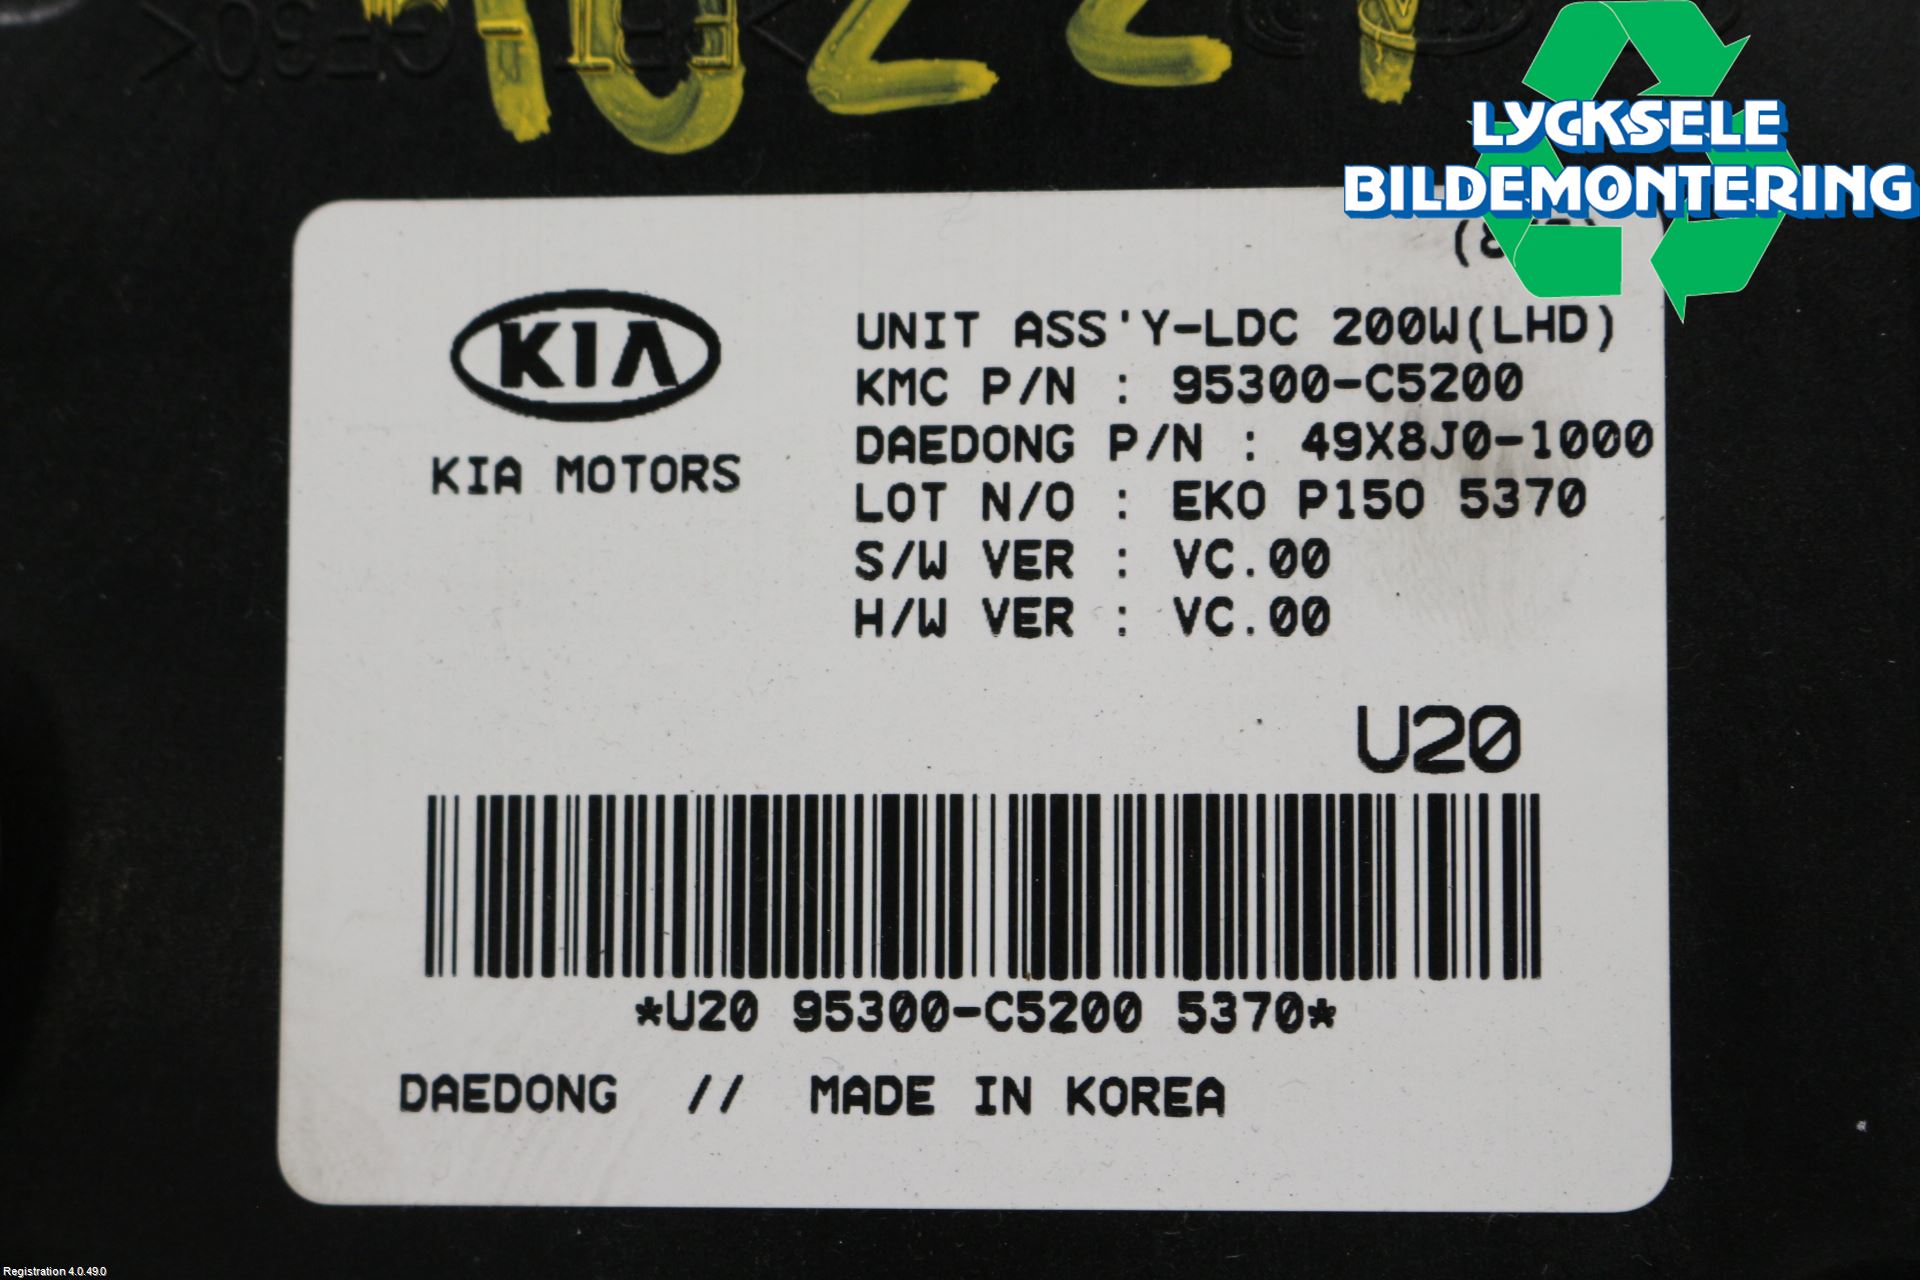 LYCKSELE
BILDEMONTERING
KIA
KIA MOTORS
UNIT ASS'Y-LDC 200W(LHD)
KMC P/N : 95300-C5200
DAEDONG P/N : 49X8J0-1000
LOT N/O : EKO P150 5370
S/W VER : VC.00
H/W VER : VC.00
U20
*U20 95300-C5200 5370*
DAEDONG // MADE IN KOREA
Registration 4.0.49.0